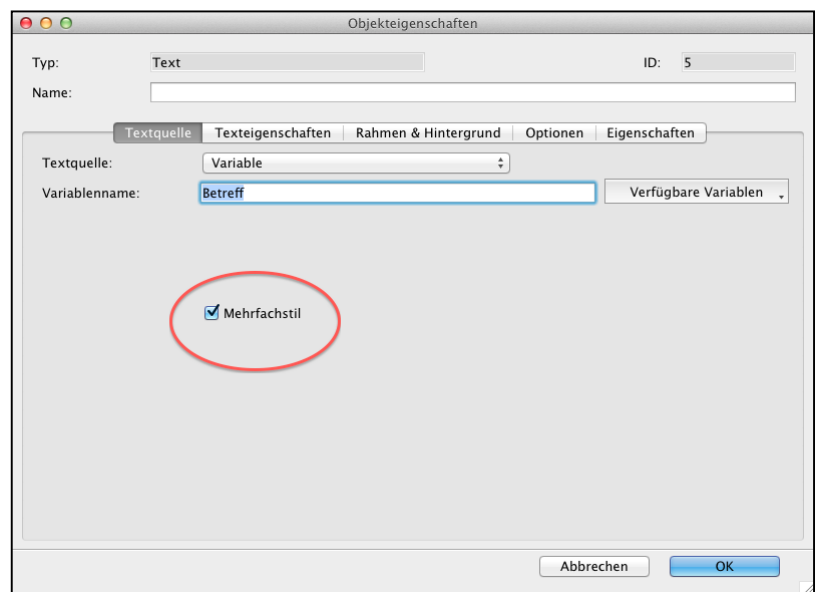 Objekteigenschaften
Typ: Text ID: 5
Name:
Textquelle Texteigenschaften Rahmen & Hintergrund Optionen Eigenschaften
Textquelle: Variable
Variablenname: Betreff Verfügbare Variablen
Mehrfachstil
Abbrechen OK